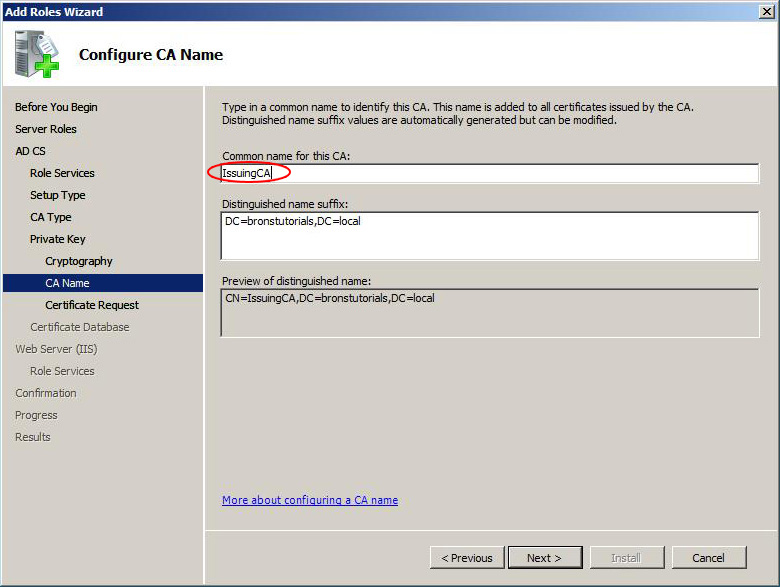 Add Roles Wizard
Configure CA Name
Before You Begin
Server Roles
AD CS
Role Services
Setup Type
CA Type
Private Key
Cryptography
CA Name
Certificate Request
Certificate Database
Web Server (IIS)
Role Services
Confirmation
Progress
Results
Type in a common name to identify this CA. This name is added to all certificates issued by the CA.
Distinguished name suffix values are automatically generated but can be modified.
Common name for this CA:
IssuingCA
Distinguished name suffix:
DC=bronstutorials,DC=local
Preview of distinguished name:
CN=IssuingCA,DC=bronstutorials,DC=local
More about configuring a CA name
< Previous
Next >
Install
Cancel